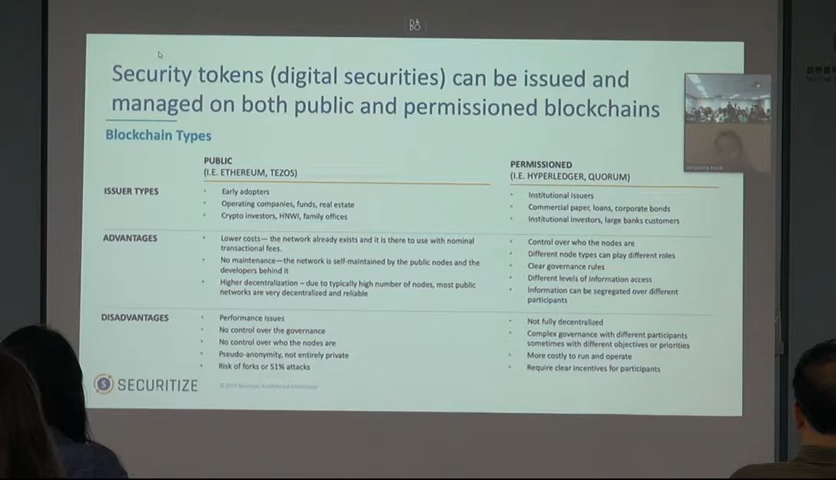 Security tokens (digital securities) can be issued and
managed on both public and permissioned blockchains
Blockchain Types
PUBLIC
(I.E. ETHEREUM, TEZOS)
PERMISSIONED
(I.E. HYPERLEDGER, QUORUM)
ISSUER TYPES
Early adopters
Operating companies, funds, real estate
Crypto investors, HNWI, family offices
Institutional issuers
Commercial paper, loans, corporate bonds
Institutional investors, large banks customers
ADVANTAGES
Lower costs— the network already exists and it is there to use with nominal
transactional fees.
No maintenance—the network is self-maintained by the public nodes and the
developers behind it
Higher decentralization – due to typically high number of nodes, most public
networks are very decentralized and reliable
Control over who the nodes are
Different node types can play different roles
Clear governance rules
Different levels of information access
Information can be segregated over different
participants
DISADVANTAGES
Performance issues
No control over the governance
No control over who the nodes are
Pseudo-anonymity, not entirely private
Risk of forks or 51% attacks
Not fully decentralized
Complex governance with different participants
sometimes with different objectives or priorities
More costly to run and operate
Require clear incentives for participants
SECURITIZE